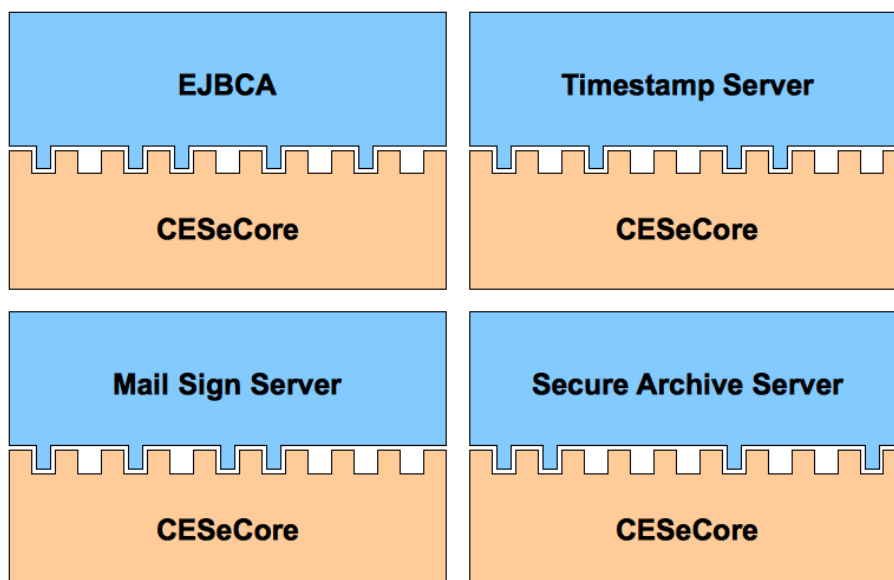 EJBCA
Timestamp Server
CESeCore
CESeCore
Mail Sign Server
Secure Archive Server
CESeCore
CESeCore